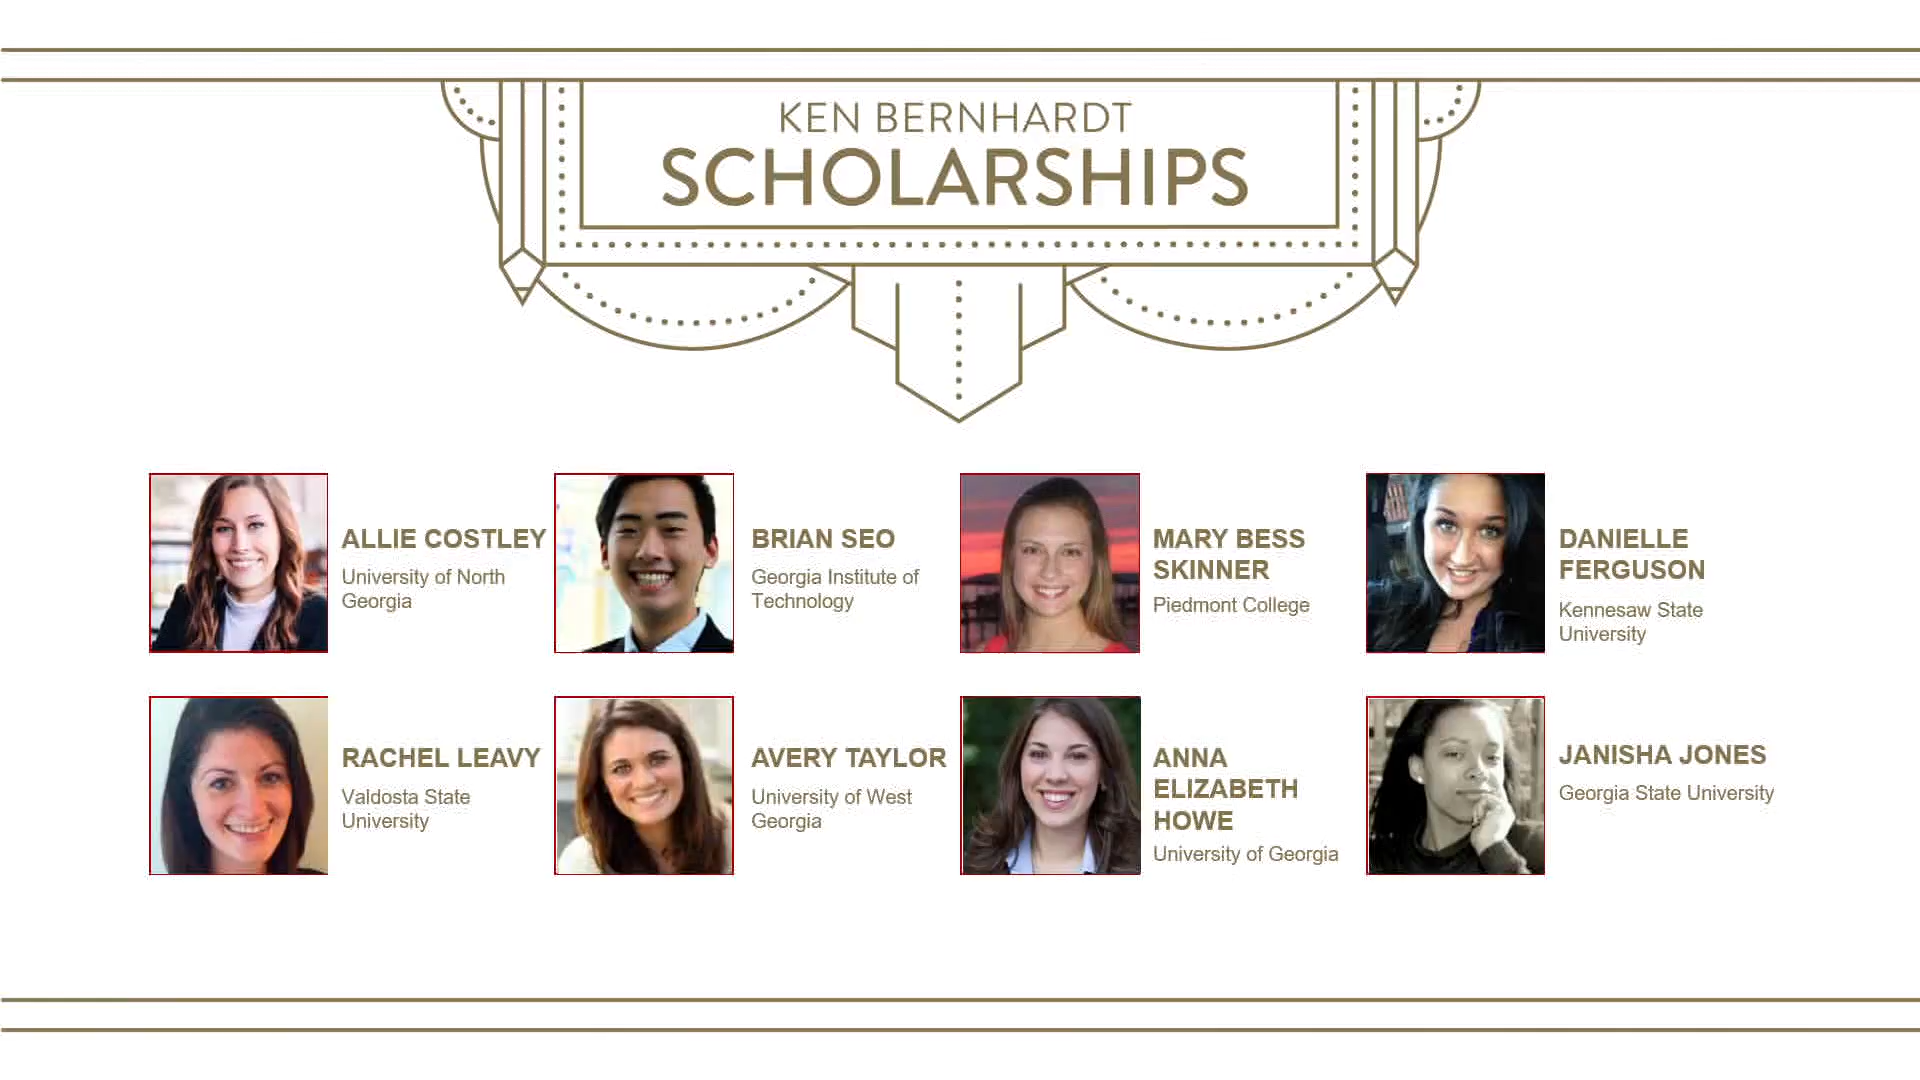 KEN BERNHARDT
SCHOLARSHIPS
ALLIE COSTLEY
University of North
Georgia
BRIAN SEO
Georgia Institute of
Technology
MARY BESS
SKINNER
Piedmont College
DANIELLE
FERGUSON
Kennesaw State
University
RACHEL LEAVY
Valdosta State
University
AVERY TAYLOR
University of West
Georgia
ANNA
ELIZABETH
HOWE
University of Georgia
JANISHA JONES
Georgia State University